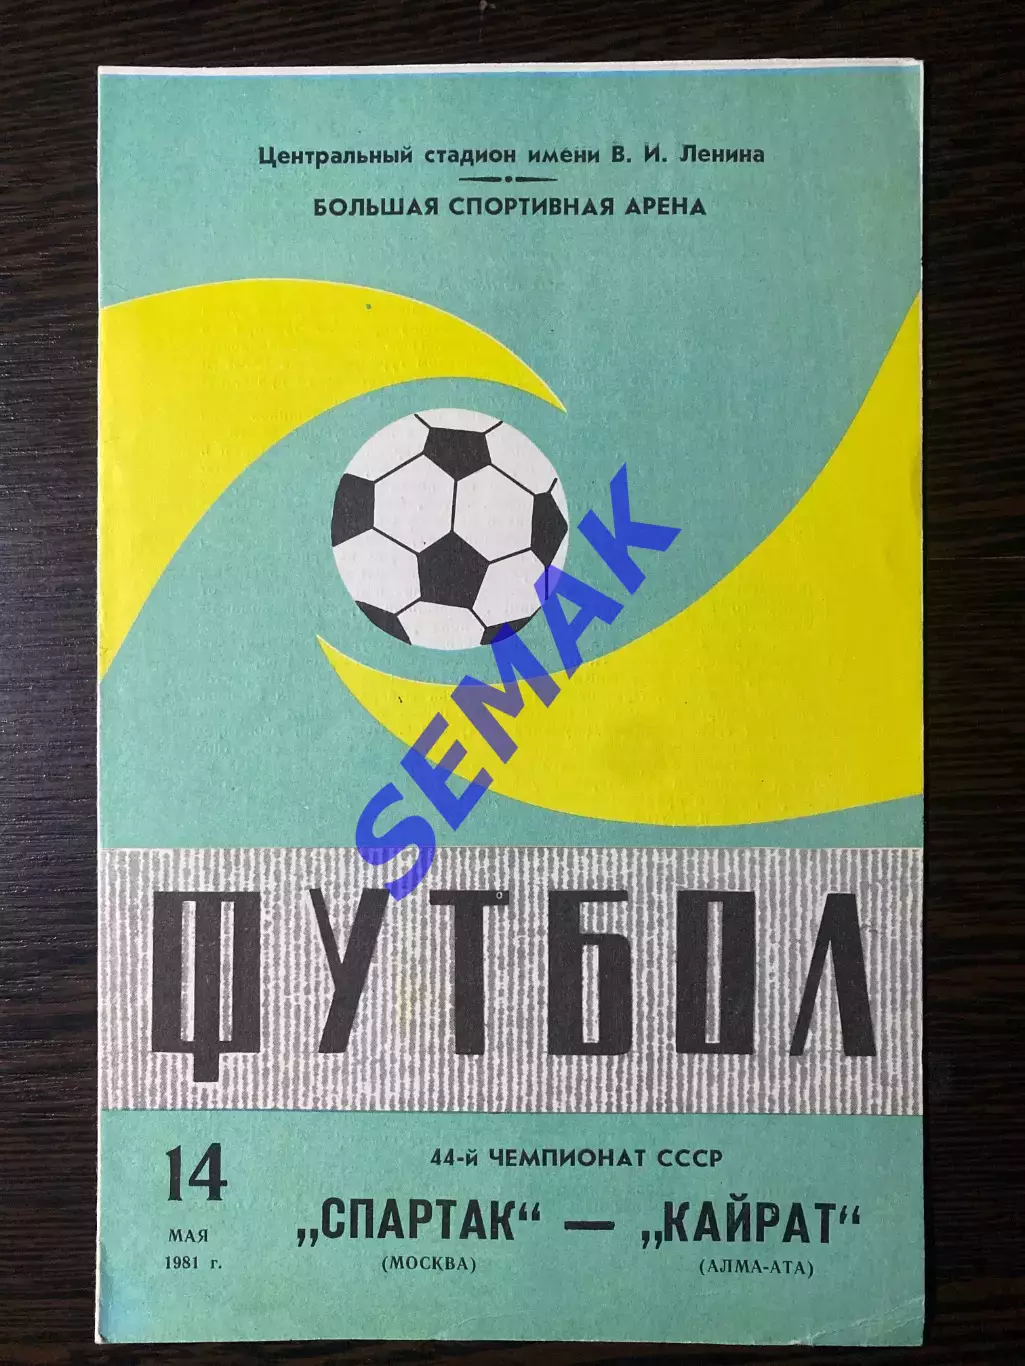 Центральный стадион имени В. И. Ленина
БОЛЬШАЯ СПОРТИВНАЯ АРЕНА
SEMAK
ФУТБОЛ
14
МАЯ
1981 г.
44-й ЧЕМПИОНАТ СССР
„СПАРТАК“ — „КАЙРАТ“
(МОСКВА) (АЛМА-АТА)